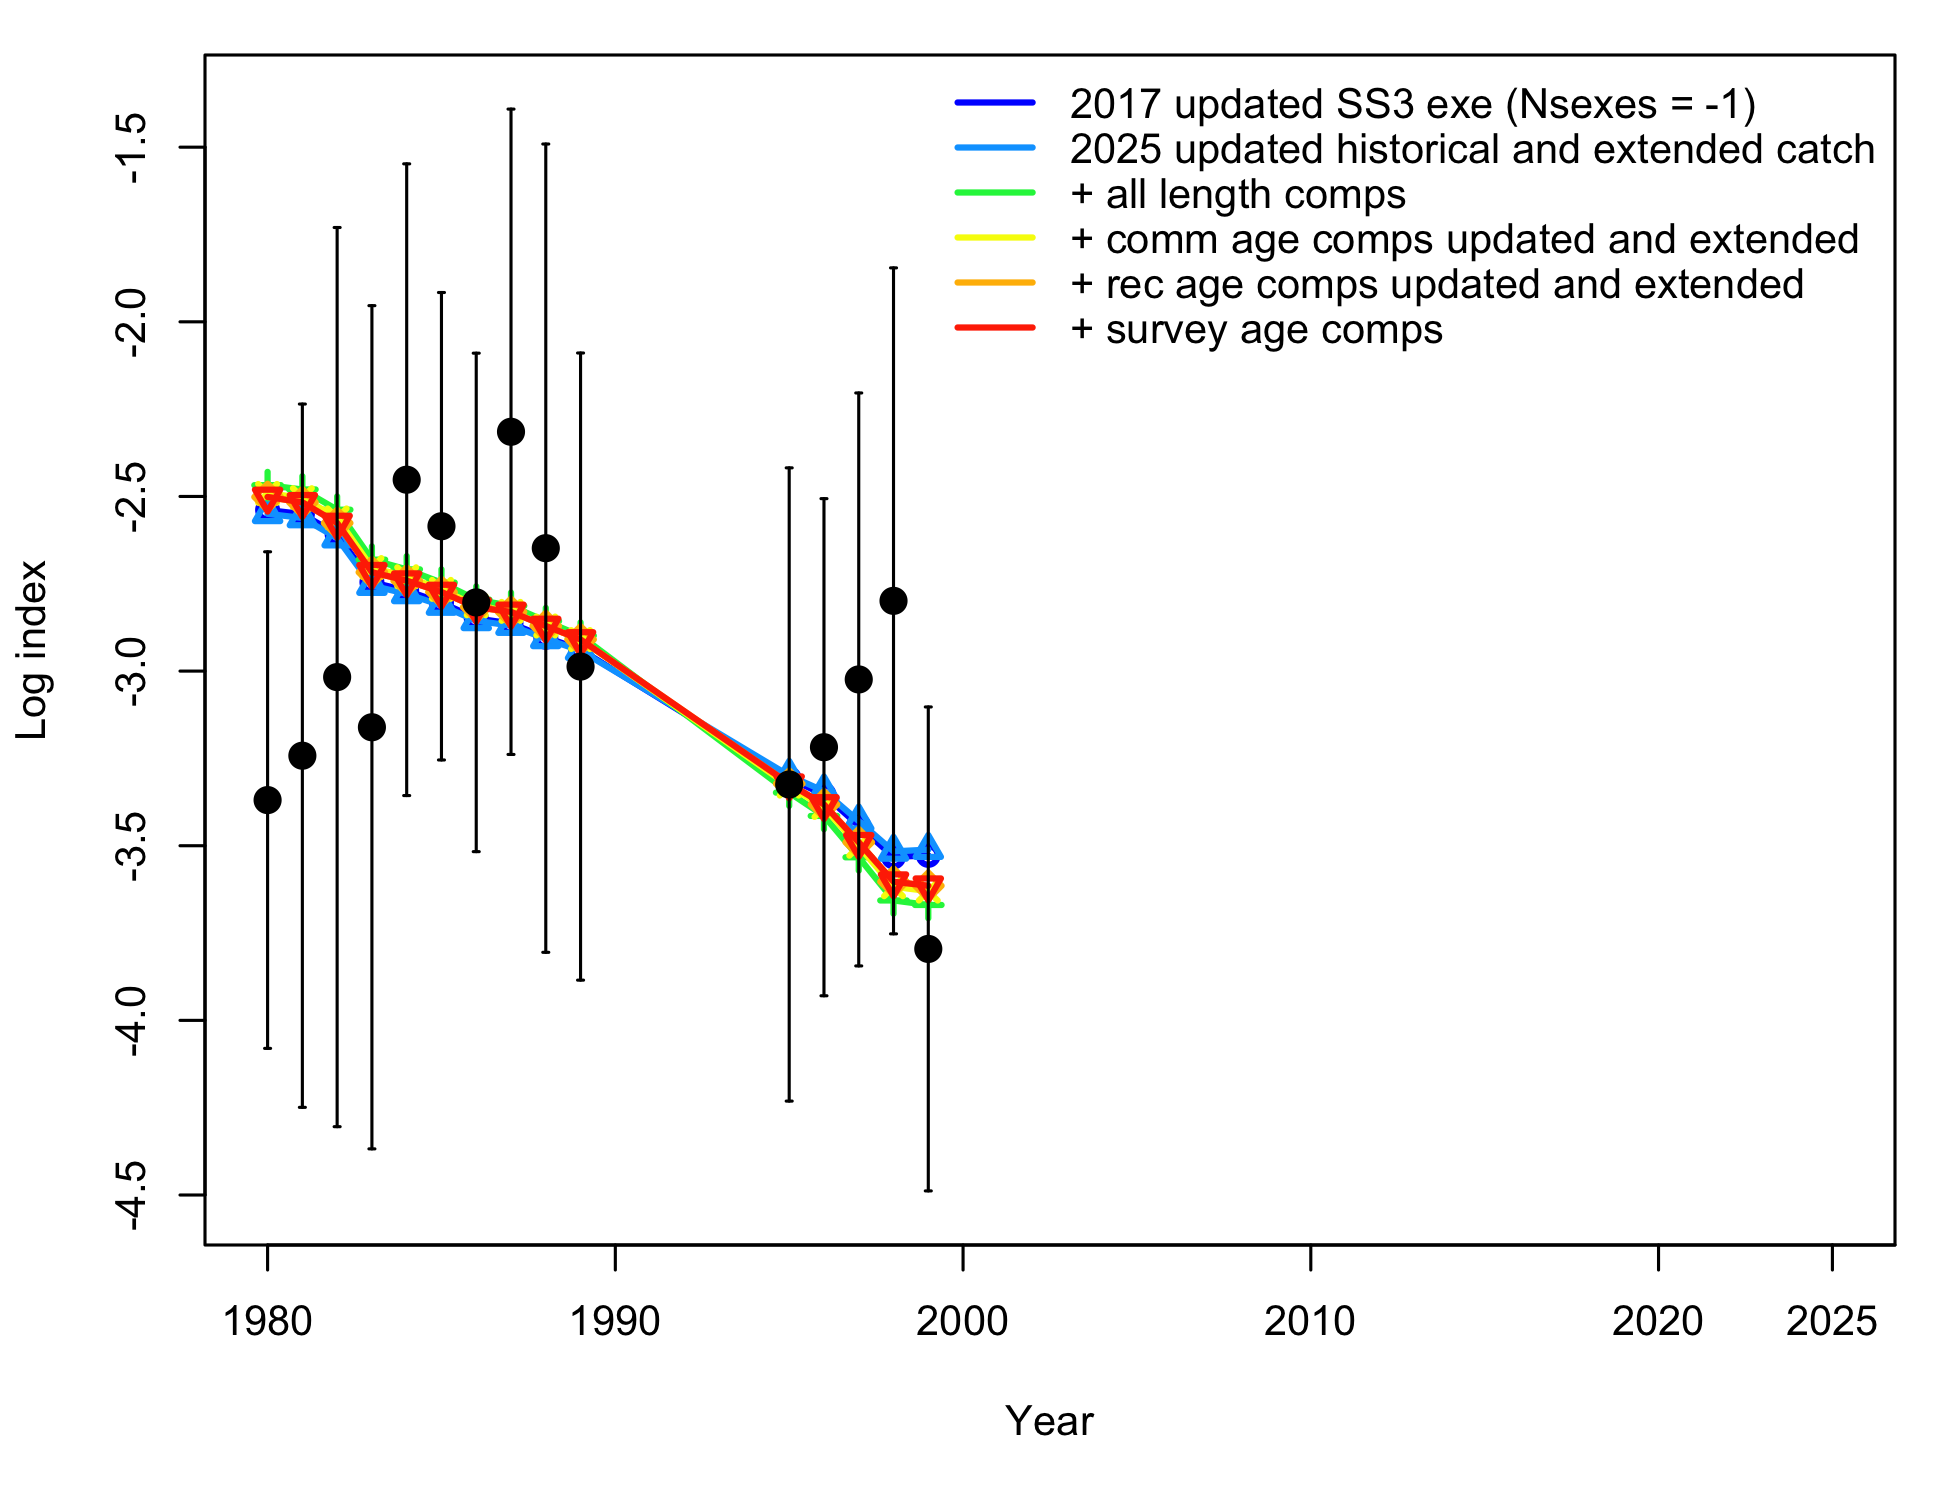 2017 updated SS3 exe (Nsexes = -1)
2025 updated historical and extended catch
+ all length comps
+ comm age comps updated and extended
+ rec age comps updated and extended
+ survey age comps
Log index
-1.5
-2.0
-2.5
-3.0
-3.5
-4.0
-4.5
1980 1990 2000 2010 2020 2025
Year